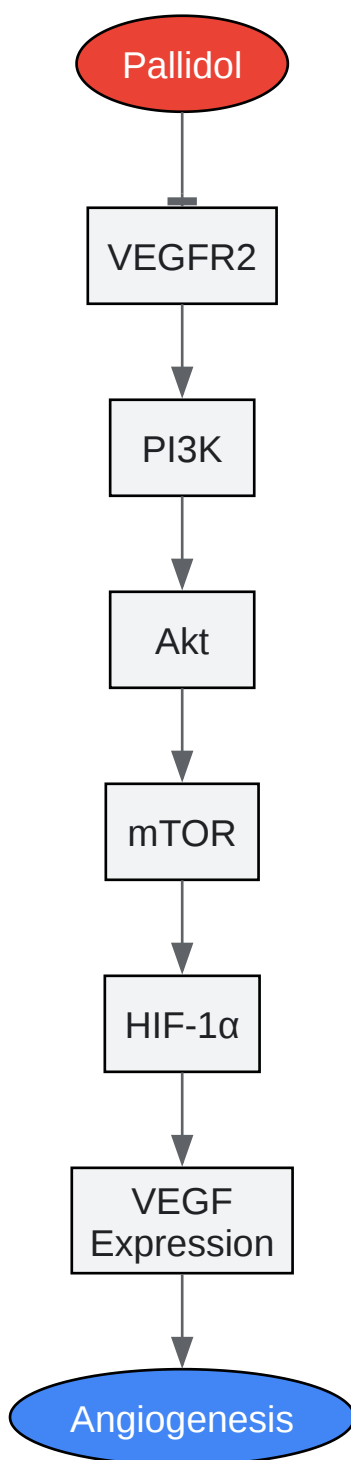 Pallidol
VEGFR2
PI3K
Akt
mTOR
HIF-1α
VEGF
Expression
Angiogenesis